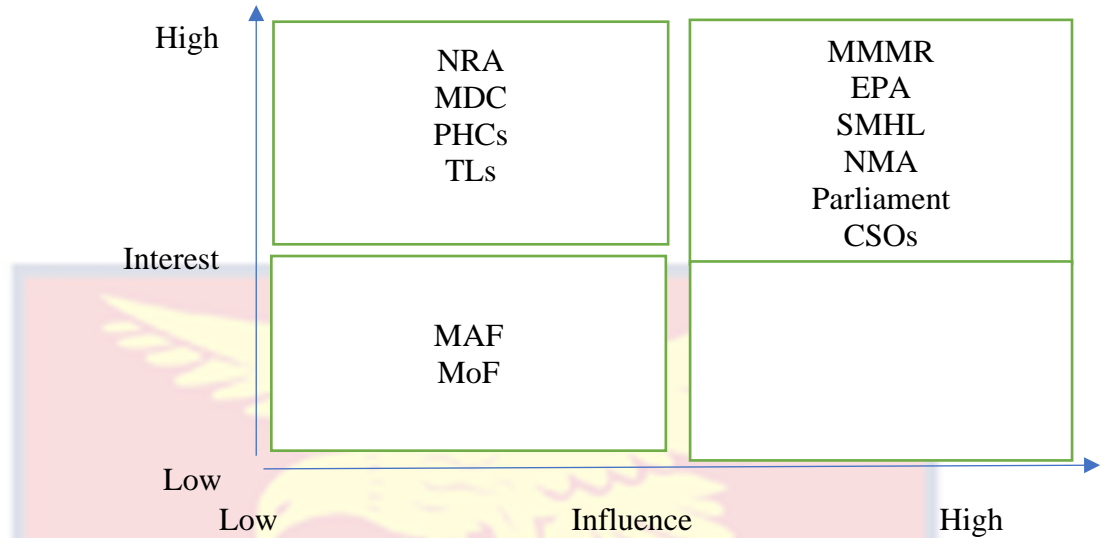 High
NRA
MDC
PHCs
TLs
MMMR
EPA
SMHL
NMA
Parliament
CSOs
Interest
MAF
MoF
Low
Low
Influence
High